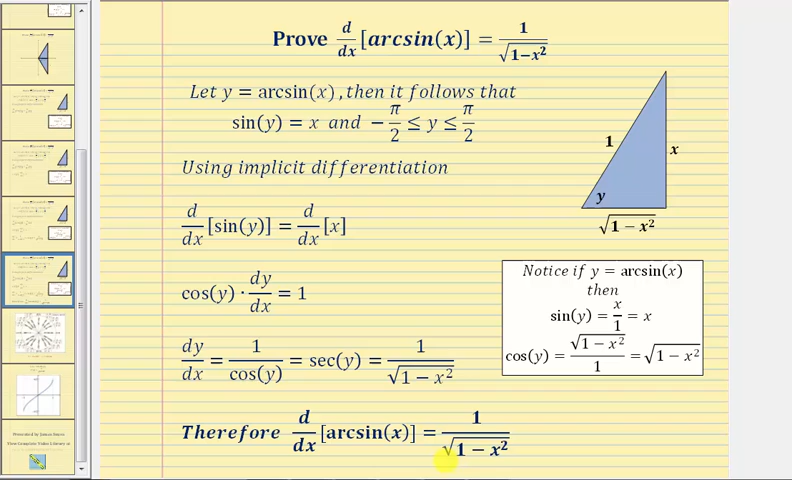 Prove d/dx [arcsin(x)] = 1/√(1−x²)
Let y = arcsin(x) , then it follows that
sin(y) = x and −π/2 ≤ y ≤ π/2
Using implicit differentiation
d/dx [sin(y)] = d/dx [x]
cos(y) · dy/dx = 1
dy/dx = 1/cos(y) = sec(y) = 1/√(1 − x²)
Therefore d/dx [arcsin(x)] = 1/√(1 − x²)
1
x
y
√(1 − x²)
Notice if y = arcsin(x)
then
sin(y) = x/1 = x
cos(y) = √(1 − x²)/1 = √(1 − x²)